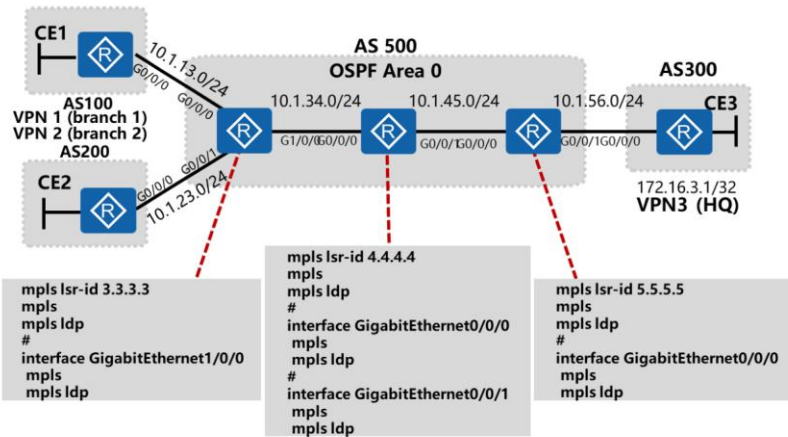 CE1
AS100
VPN 1 (branch 1)
VPN 2 (branch 2)
AS200
CE2
10.1.13.0/24
G0/0/0
G0/0/0
G0/0/0
G0/0/1
10.1.23.0/24
AS 500
OSPF Area 0
10.1.34.0/24
10.1.45.0/24
10.1.56.0/24
G1/0/0
G0/0/0
G0/0/1
G0/0/0
G0/0/1
G0/0/0
AS300
CE3
172.16.3.1/32
VPN3 (HQ)
R
R
R
R
R
R
mpls lsr-id 3.3.3.3
mpls
mpls ldp
#
interface GigabitEthernet1/0/0
mpls
mpls ldp
mpls lsr-id 4.4.4.4
mpls
mpls ldp
#
interface GigabitEthernet0/0/0
mpls
mpls ldp
#
interface GigabitEthernet0/0/1
mpls
mpls ldp
mpls lsr-id 5.5.5.5
mpls
mpls ldp
#
interface GigabitEthernet0/0/0
mpls
mpls ldp